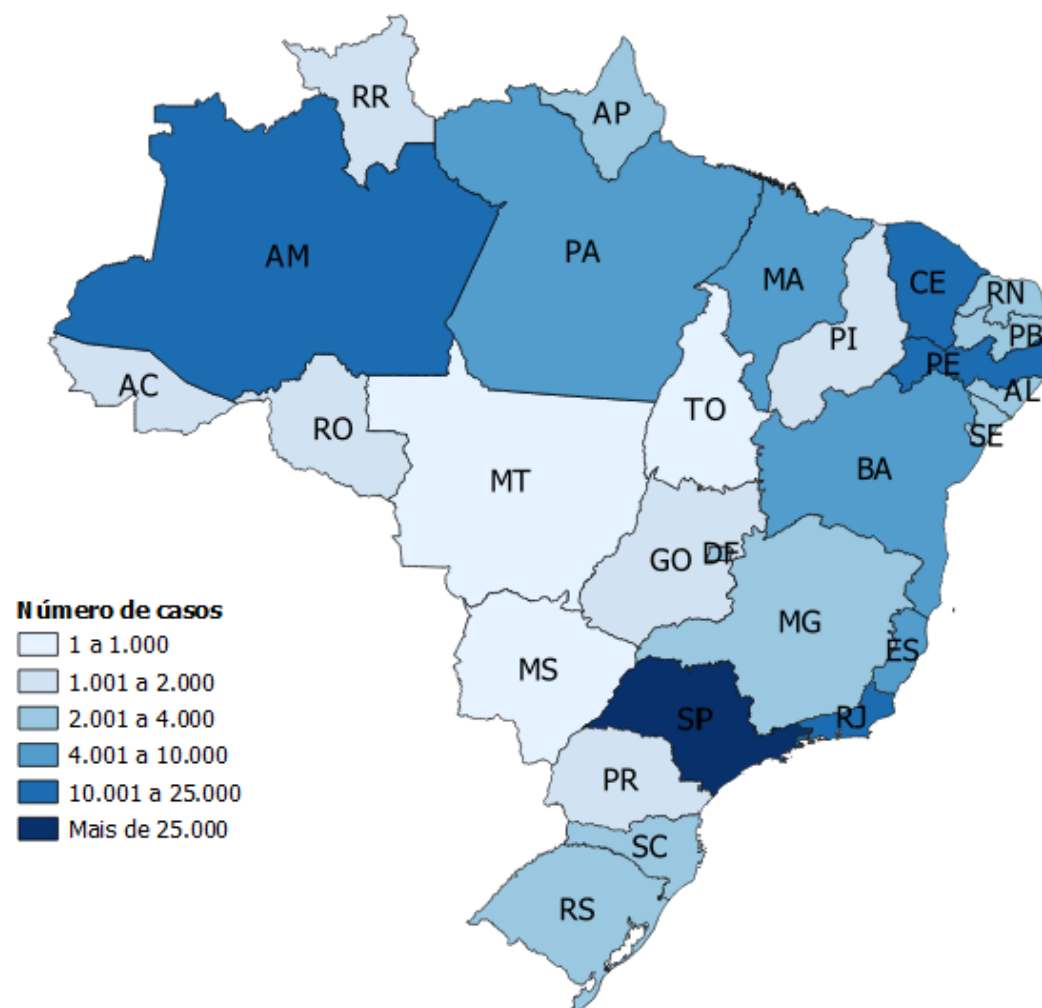 RR
AP
AM
PA
MA
CE
RN
PB
PI
PE
AL
SE
AC
RO
TO
BA
MT
GO
DF
MG
ES
MS
SP
RJ
PR
SC
RS
Número de casos
1 a 1.000
1.001 a 2.000
2.001 a 4.000
4.001 a 10.000
10.001 a 25.000
Mais de 25.000